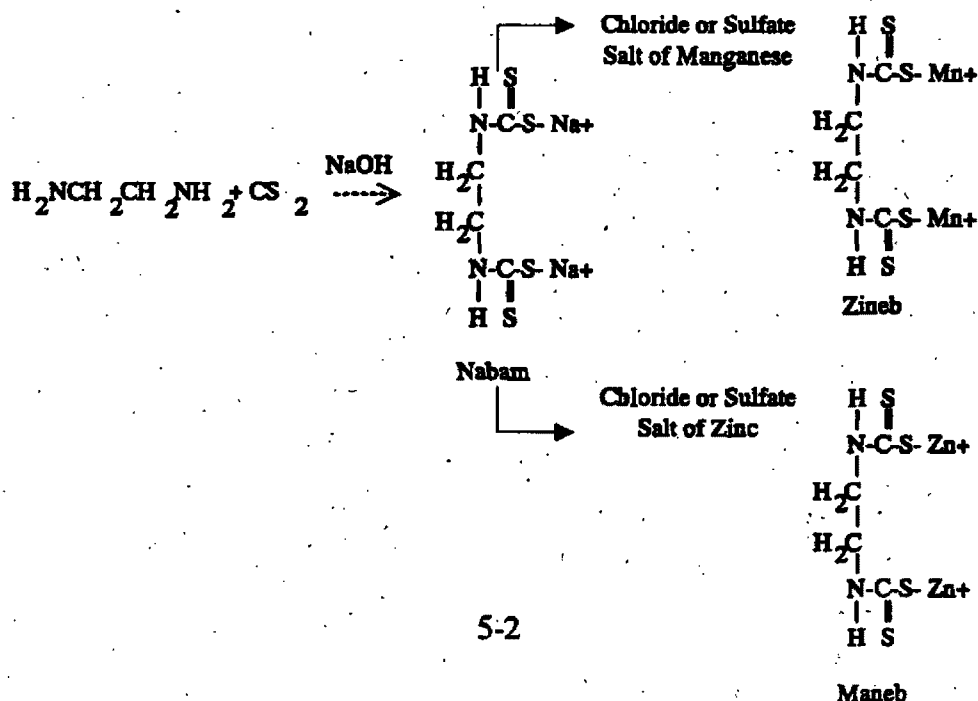 H₂NCH₂CH₂NH₂ + CS₂
NaOH
H S
N-C-S- Na+
H₂C
H₂C
N-C-S- Na+
H S
Nabam
Chloride or Sulfate
Salt of Manganese
H S
N-C-S- Mn+
H₂C
H₂C
N-C-S- Mn+
H S
Zineb
Chloride or Sulfate
Salt of Zinc
H S
N-C-S- Zn+
H₂C
H₂C
N-C-S- Zn+
H S
Maneb
5-2